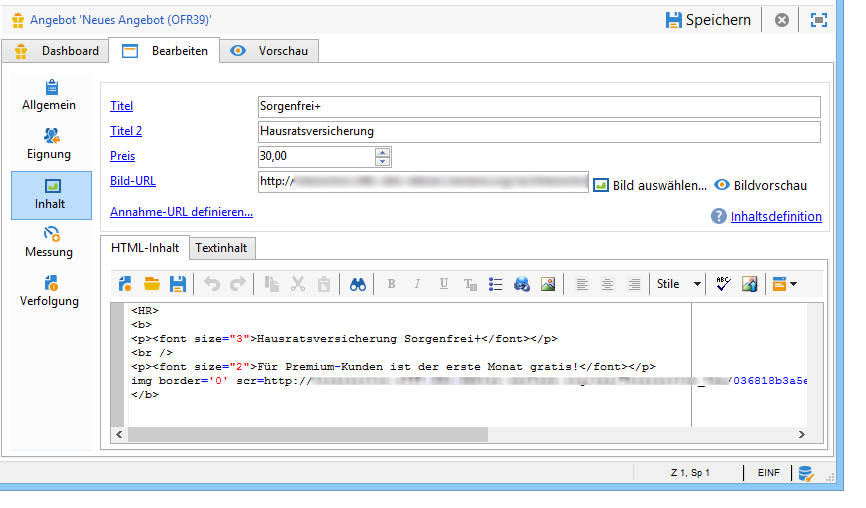 Angebot 'Neues Angebot (OFR39)'
Speichern
Dashboard
Bearbeiten
Vorschau
Allgemein
Eignung
Inhalt
Messung
Verfolgung
Titel
Sorgenfrei+
Titel 2
Hausratsversicherung
Preis
30,00
Bild-URL
http://
Bild auswählen...
Bildvorschau
Annahme-URL definieren...
Inhaltsdefinition
HTML-Inhalt
Textinhalt
B I U T Stile ABC
<HR>
<b>
<p><font size="3">Hausratsversicherung Sorgenfrei+</font></p>
<br />
<p><font size="2">Für Premium-Kunden ist der erste Monat gratis!</font></p>
img border='0' scr=http:// /036818b3a5e
</b>
Z 1, Sp 1
EINF